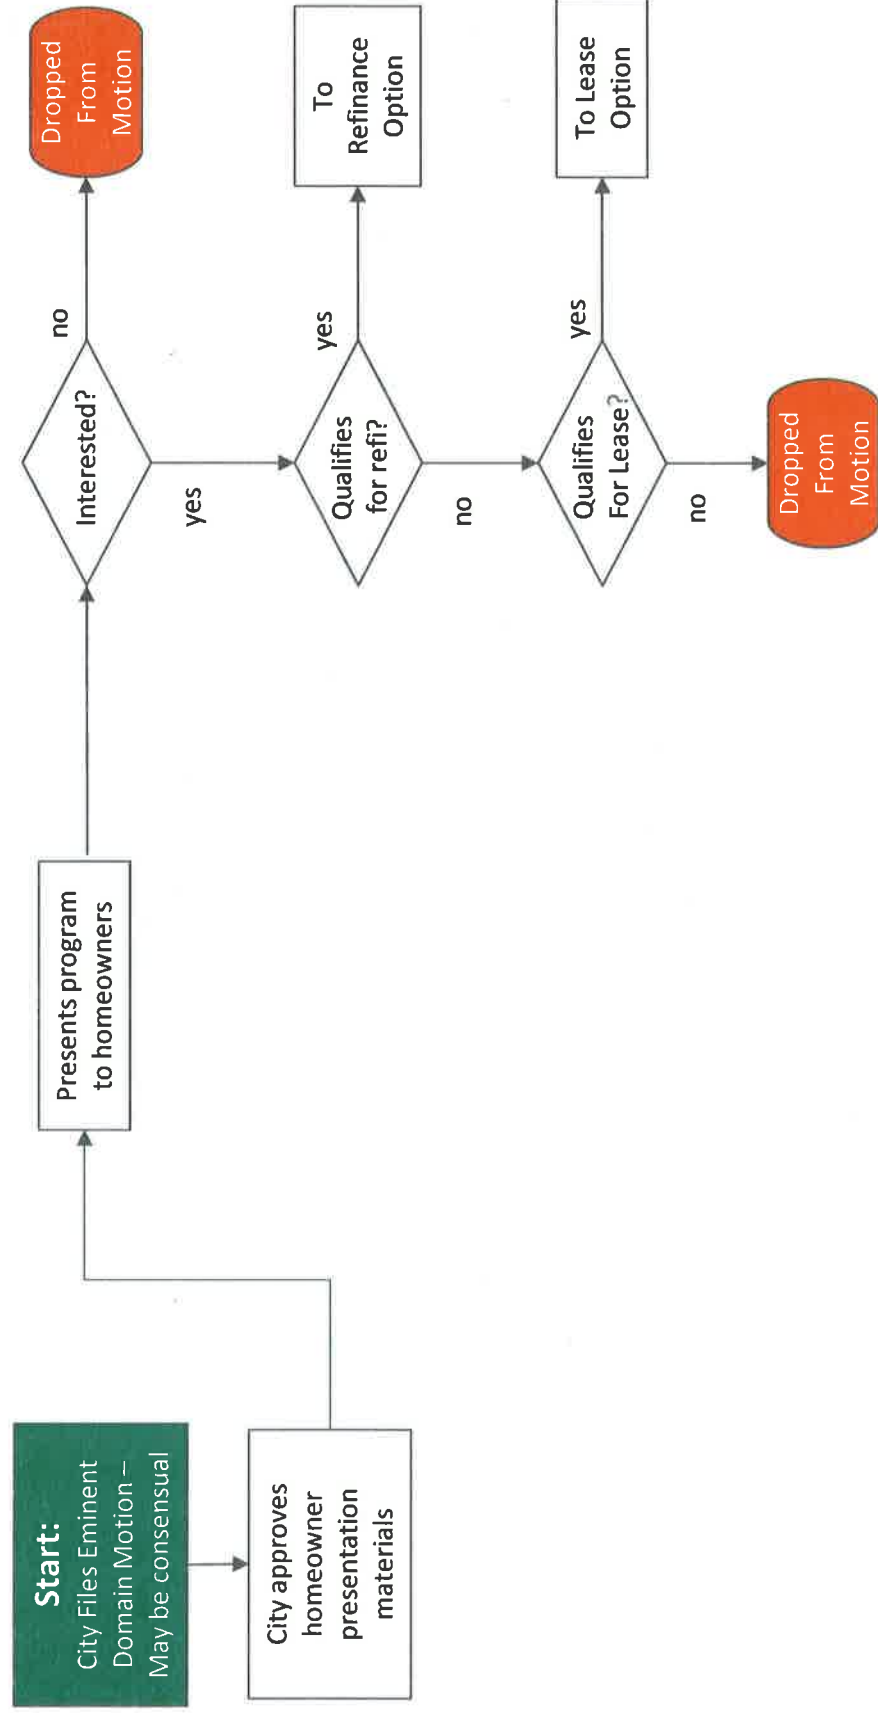 Start:
City Files Eminent
Domain Motion –
May be consensual
City approves
homeowner
presentation
materials
Presents program
to homeowners
Interested?
no
Dropped
From
Motion
yes
Qualifies
for refi?
yes
To
Refinance
Option
no
Qualifies
For Lease?
yes
To Lease
Option
no
Dropped
From
Motion